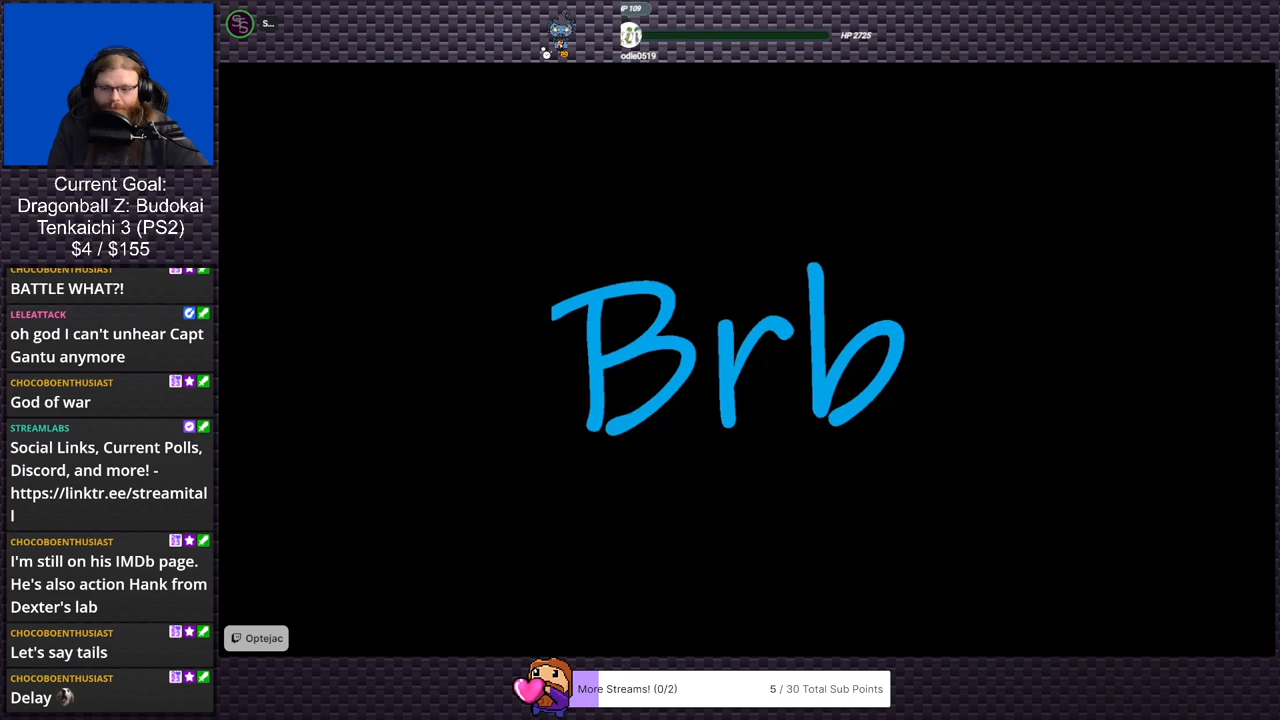 S...
HP 109
HP 2725
odie0519
Current Goal:
Dragonball Z: Budokai
Tenkaichi 3 (PS2)
$4 / $155
CHOCOBOENTHUSIAST
BATTLE WHAT?!
LELEATTACK
oh god I can't unhear Capt
Gantu anymore
CHOCOBOENTHUSIAST
God of war
STREAMLABS
Social Links, Current Polls,
Discord, and more! -
https://linktr.ee/streamital
l
CHOCOBOENTHUSIAST
I'm still on his IMDb page.
He's also action Hank from
Dexter's lab
CHOCOBOENTHUSIAST
Let's say tails
CHOCOBOENTHUSIAST
Delay
Brb
Optejac
More Streams! (0/2) 5 / 30 Total Sub Points